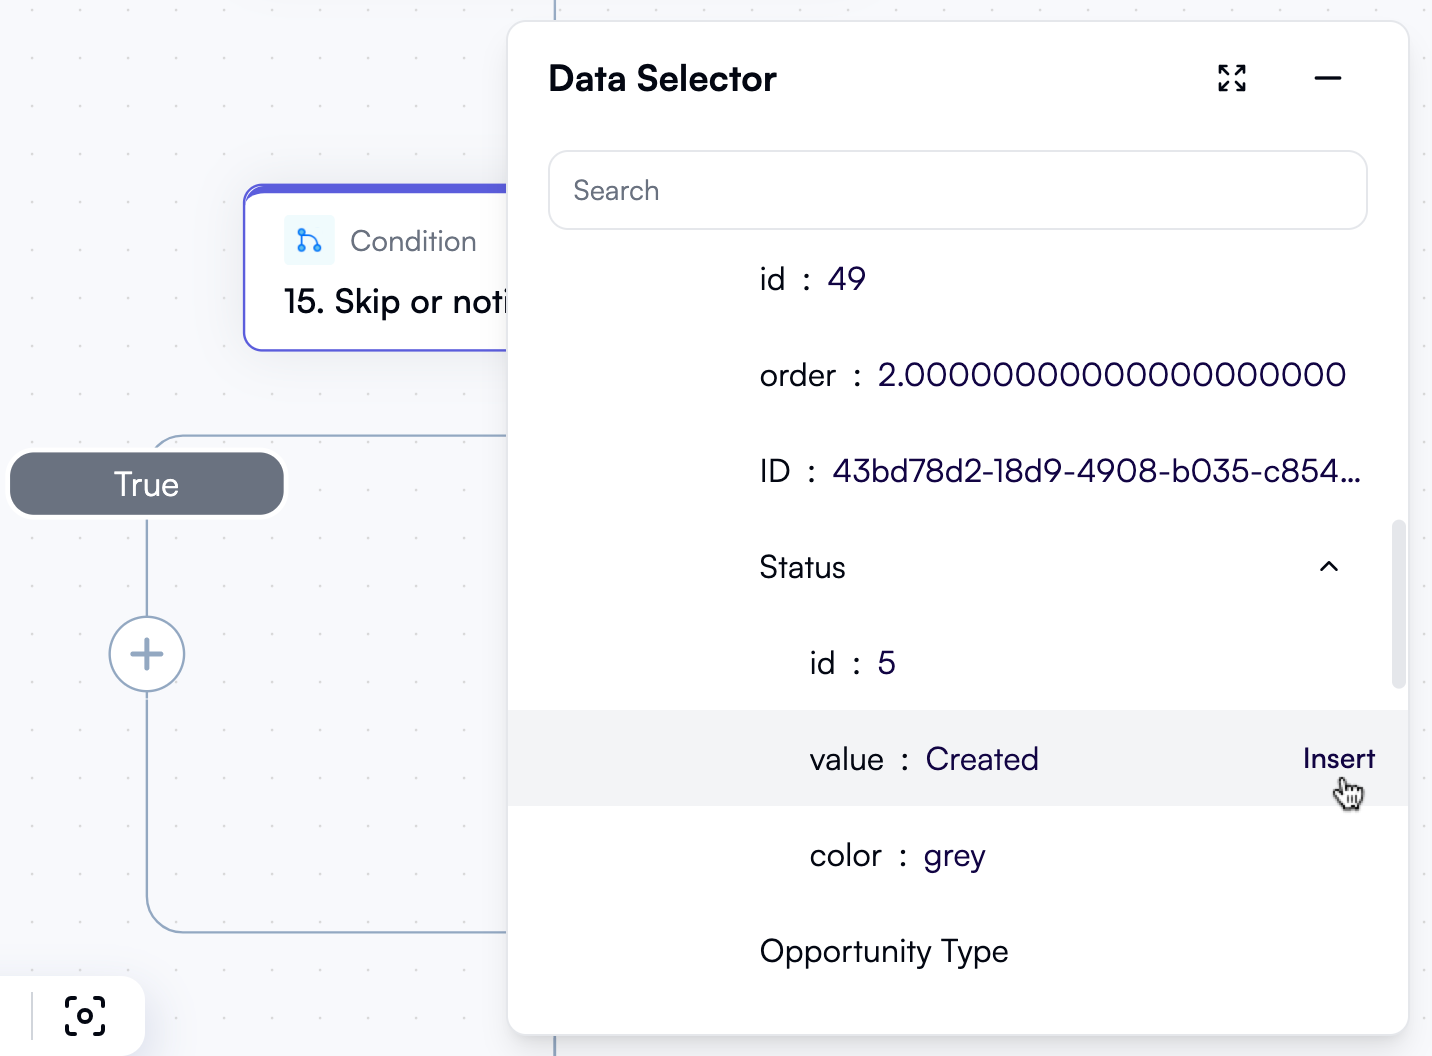 Data Selector
Search
Condition
15. Skip or noti
id : 49
order : 2.00000000000000000000
ID : 43bd78d2-18d9-4908-b035-c854...
True
Status
id : 5
value : Created
Insert
color : grey
Opportunity Type